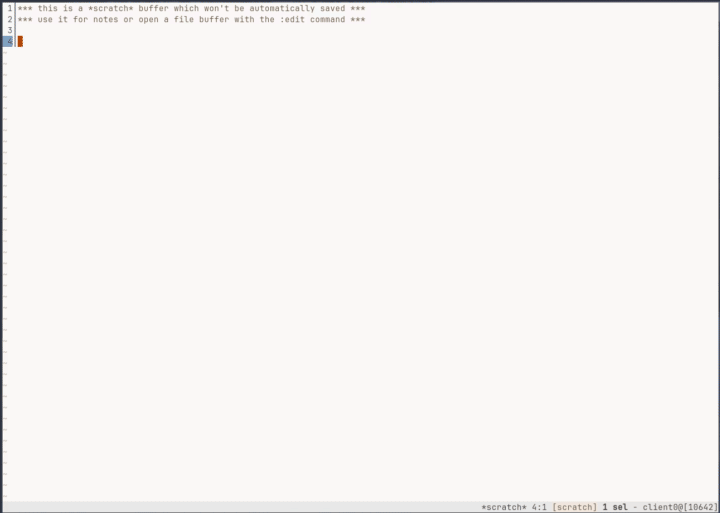 1 *** this is a *scratch* buffer which won't be automatically saved ***
2 *** use it for notes or open a file buffer with the :edit command ***
3
4
*scratch* 4:1 [scratch] 1 sel - client0@[10642]